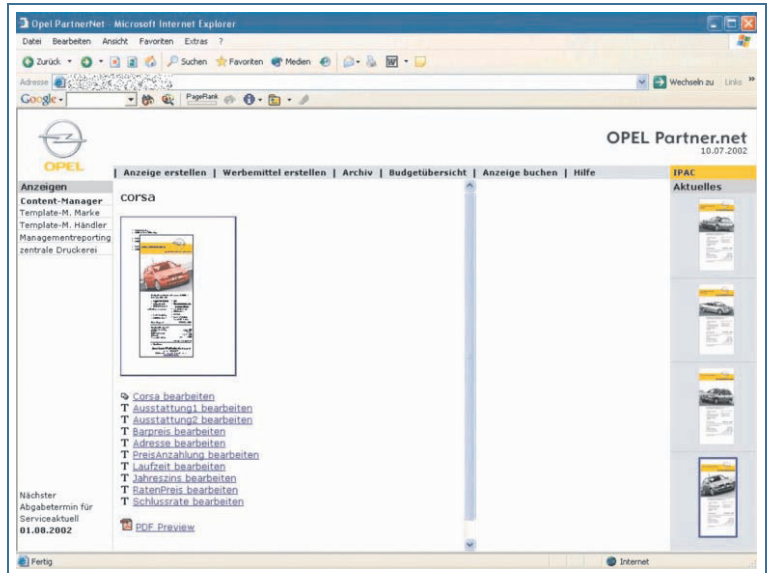 Opel PartnerNet - Microsoft Internet Explorer
Datei Bearbeiten Ansicht Favoriten Extras ?
Zurück Suchen Favoriten Medien
Adresse Wechseln zu Links »
Google PageRank
OPEL
OPEL Partner.net
10.07.2002
| Anzeige erstellen | Werbemittel erstellen | Archiv | Budgetübersicht | Anzeige buchen | Hilfe
IPAC
Anzeigen
Content-Manager
Template-M. Marke
Template-M. Händler
Managementreporting
zentrale Druckerei
corsa
Aktuelles
Corsa bearbeiten
T Ausstattung1 bearbeiten
T Ausstattung2 bearbeiten
T Barpreis bearbeiten
T Adresse bearbeiten
T PreisAnzahlung bearbeiten
T Laufzeit bearbeiten
T Jahreszins bearbeiten
T RatenPreis bearbeiten
T Schlussrate bearbeiten
PDF Preview
Nächster
Abgabetermin für
Serviceaktuell
01.08.2002
Fertig
Internet